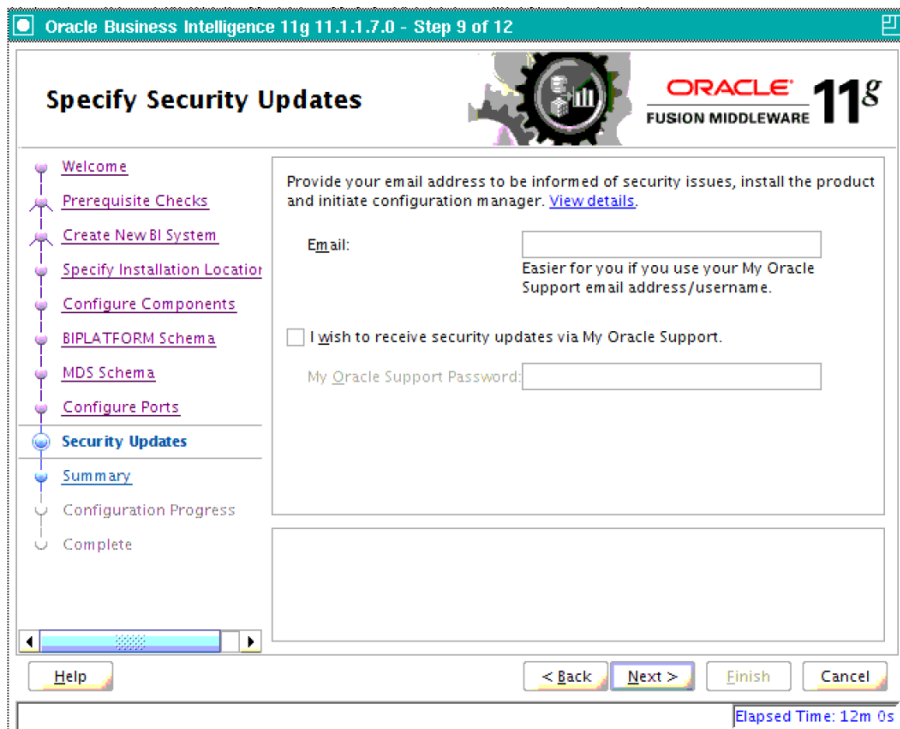 Oracle Business Intelligence 11g 11.1.1.7.0 - Step 9 of 12
Specify Security Updates
ORACLE
FUSION MIDDLEWARE
11g
Welcome
Prerequisite Checks
Create New BI System
Specify Installation Location
Configure Components
BIPLATFORM Schema
MDS Schema
Configure Ports
Security Updates
Summary
Configuration Progress
Complete
Provide your email address to be informed of security issues, install the product
and initiate configuration manager. View details.
Email:
Easier for you if you use your My Oracle
Support email address/username.
I wish to receive security updates via My Oracle Support.
My Oracle Support Password:
Help
< Back
Next >
Finish
Cancel
Elapsed Time: 12m 0s